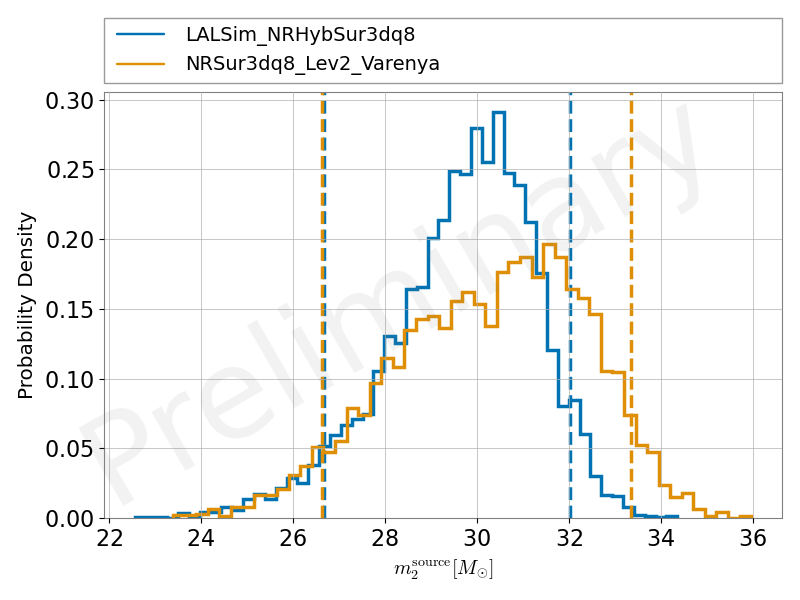 LALSim_NRHybSur3dq8
NRSur3dq8_Lev2_Varenya
0.30
0.25
0.20
0.15
0.10
0.05
0.00
Probability Density
Preliminary
22 24 26 28 30 32 34 36
$m_2^{\mathrm{source}}[M_\odot]$